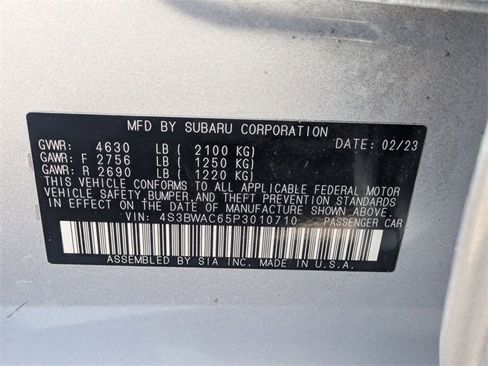 MFD BY SUBARU CORPORATION
GVWR: 4630 LB ( 2100 KG) DATE: 02/23
GAWR: F 2756 LB ( 1250 KG)
GAWR: R 2690 LB ( 1220 KG)
THIS VEHICLE CONFORMS TO ALL APPLICABLE FEDERAL MOTOR
VEHICLE SAFETY,BUMPER,AND THEFT PREVENTION STANDARDS
IN EFFECT ON THE DATE OF MANUFACTURE SHOWN ABOVE.
VIN: 4S3BWAC65P3010710 PASSENGER CAR
ASSEMBLED BY SIA INC. MADE IN U.S.A.